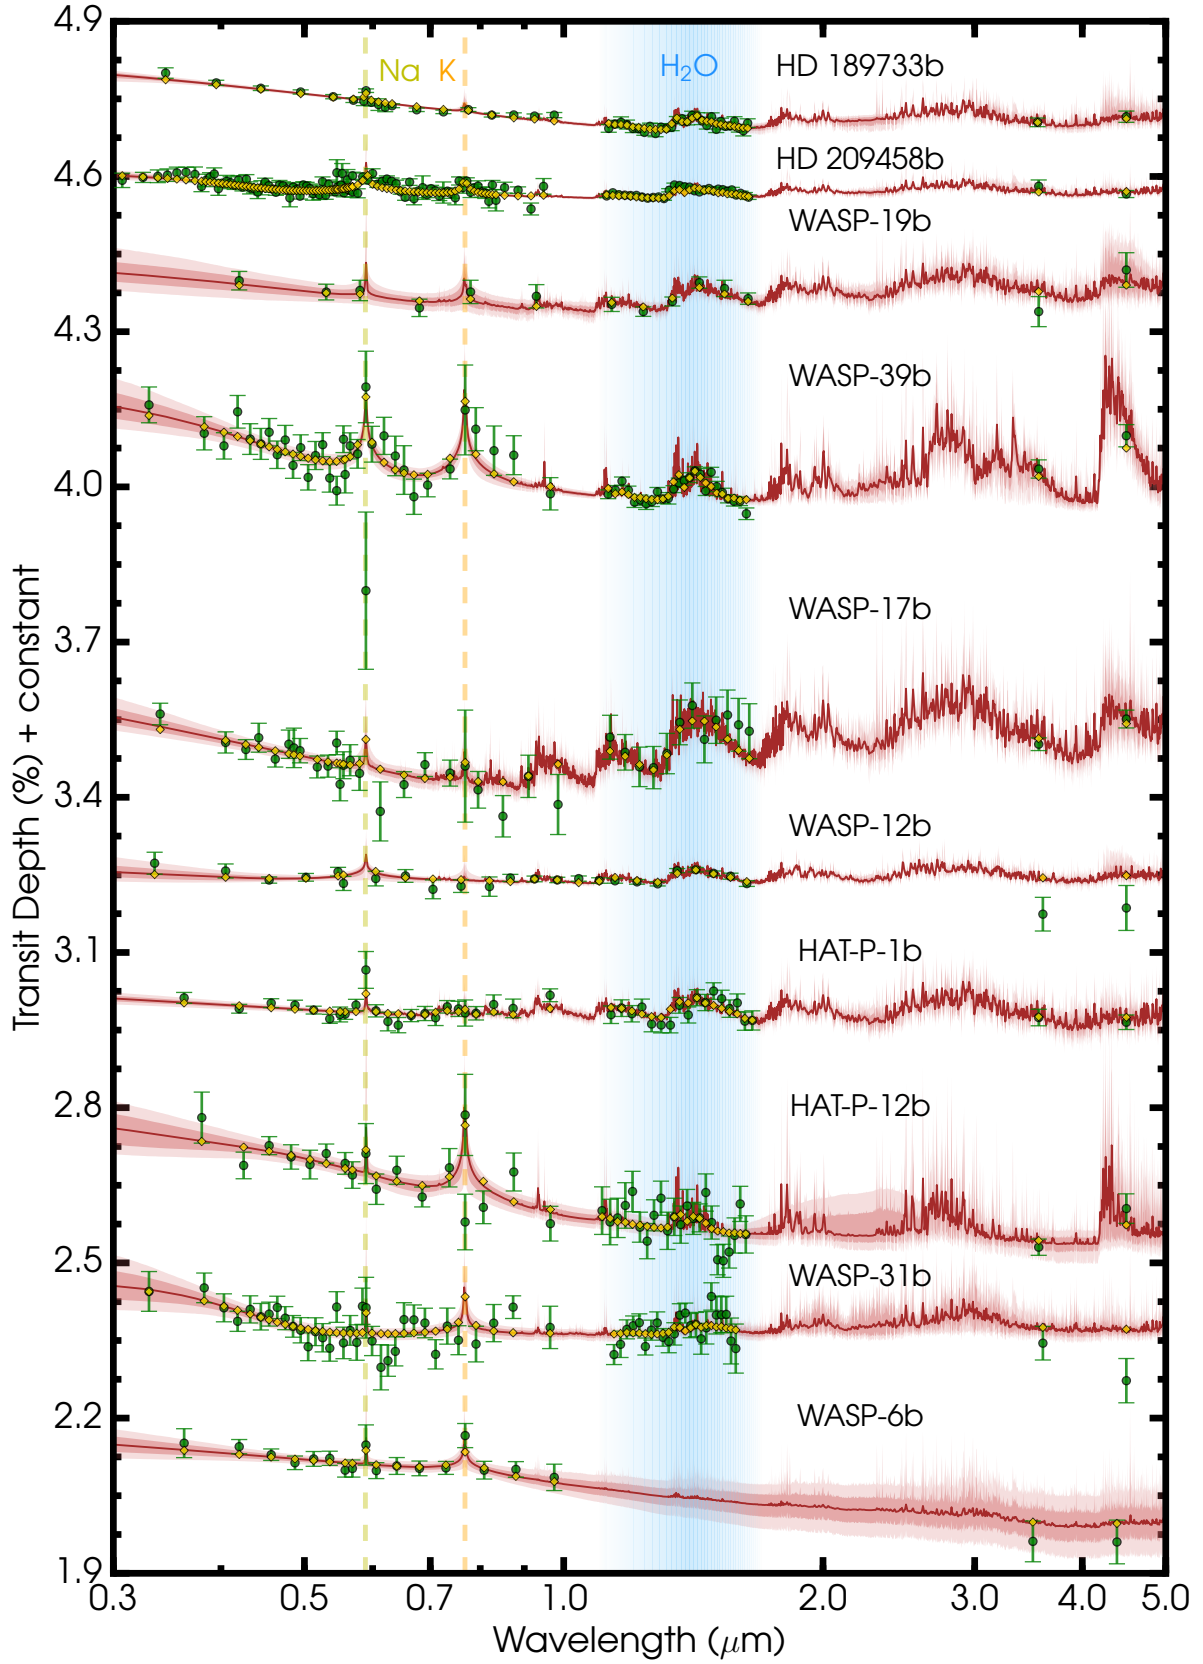 4.9
Na K
H₂O
HD 189733b
4.6
HD 209458b
WASP-19b
4.3
WASP-39b
4.0
WASP-17b
3.7
3.4
WASP-12b
3.1
HAT-P-1b
2.8
HAT-P-12b
2.5
WASP-31b
2.2
WASP-6b
1.9
Transit Depth (%) + constant
0.3 0.5 0.7 1.0 2.0 3.0 4.0 5.0
Wavelength (μm)